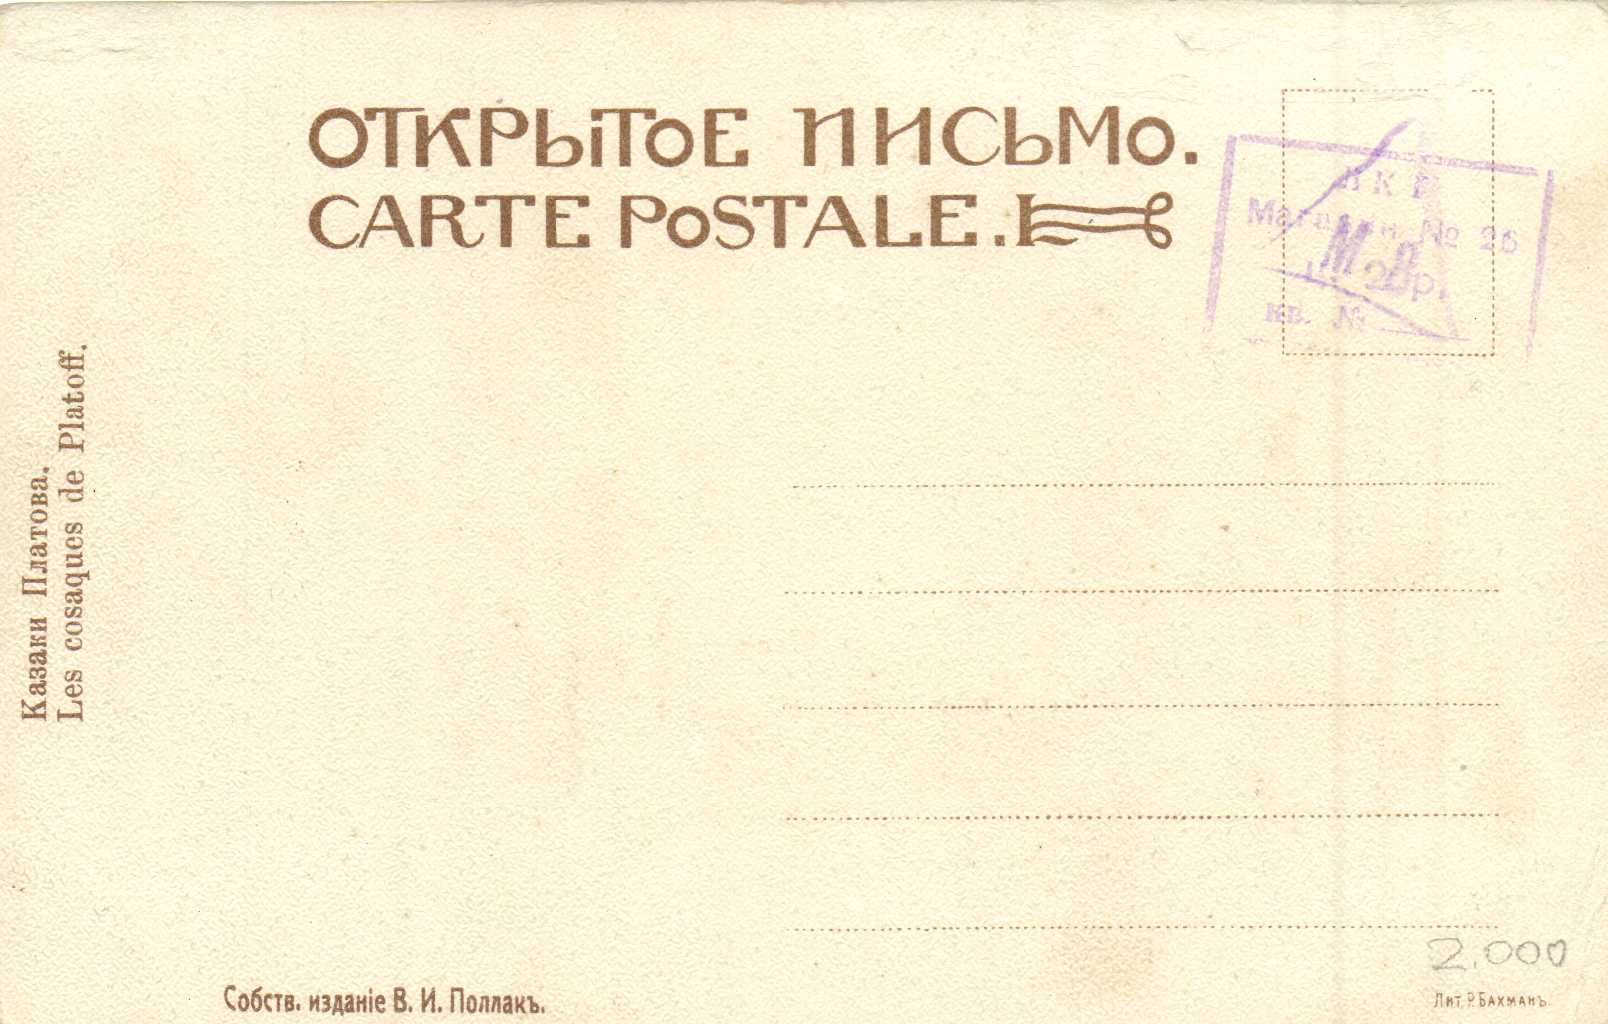 ОТКРЫТОЕ ПИСЬМО.
CARTE POSTALE.
Магазин № 26
кв. №
Казаки Платова.
Les cosaques de Platoff.
2.000
Собств. изданіе В. И. Поллакъ.
Лит. Р. Бахманъ.